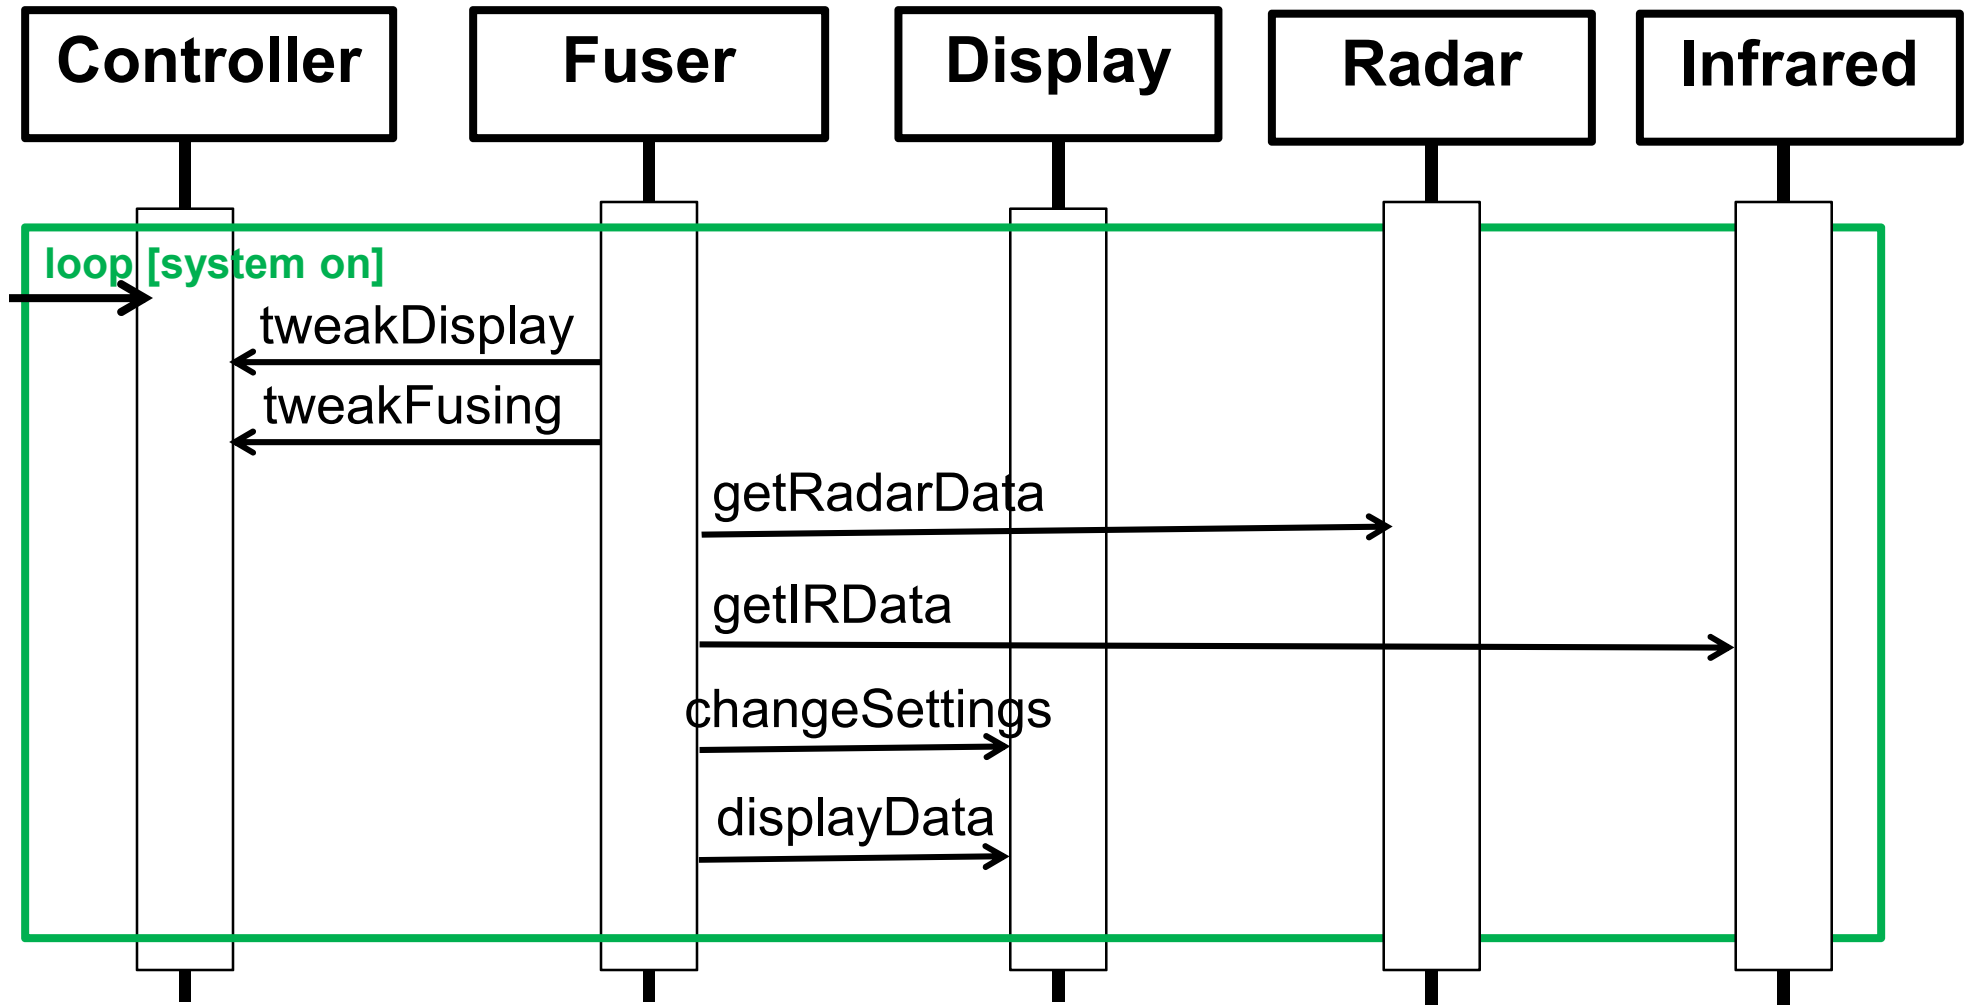 Controller
Fuser
Display
Radar
Infrared
loop [system on]
tweakDisplay
tweakFusing
getRadarData
getIRData
changeSettings
displayData